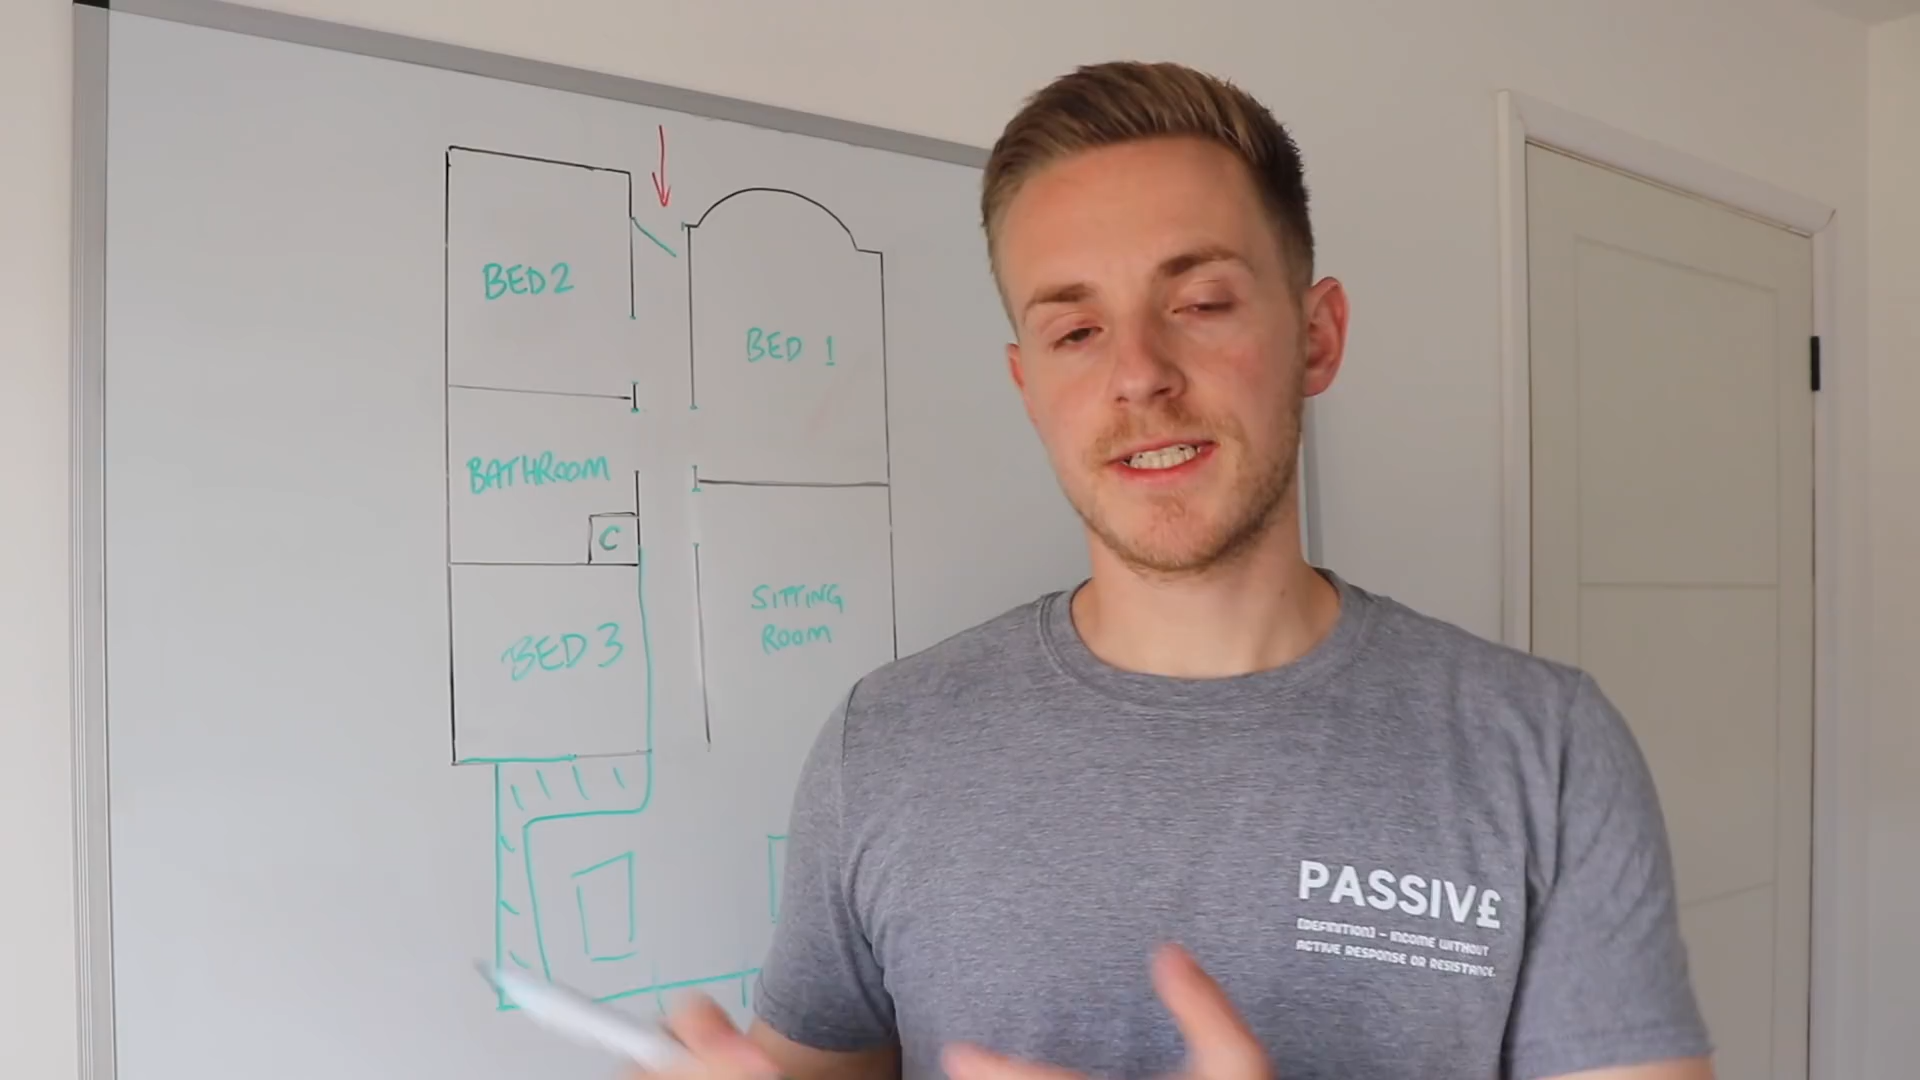 BED 2
BED 1
BATHROOM
C
SITTING
ROOM
BED 3
PASSIV£
[DEFINITION] - INCOME WITHOUT
ACTIVE RESPONSE OR RESISTANCE.